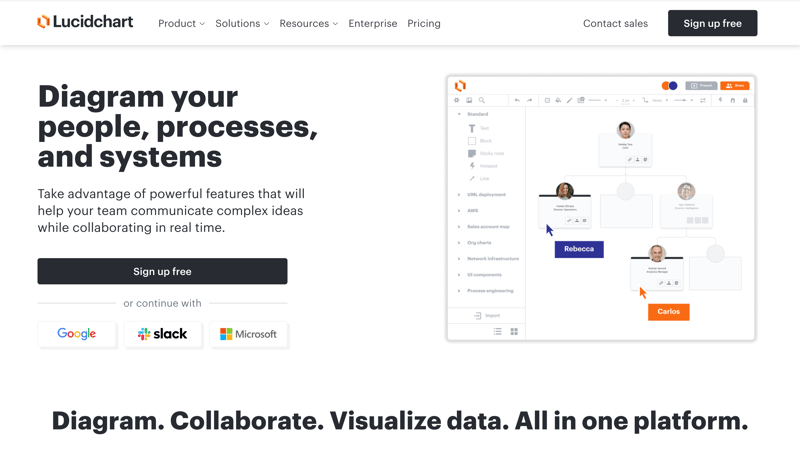 Lucidchart
Product
Solutions
Resources
Enterprise
Pricing
Contact sales
Sign up free
Diagram your
people, processes,
and systems
Take advantage of powerful features that will
help your team communicate complex ideas
while collaborating in real time.
Sign up free
or continue with
Google
slack
Microsoft
Standard
Text
Block
Sticky note
Hotspot
Line
UML deployment
AWS
Sales account map
Org charts
Network infrastructure
UI components
Process engineering
Import
Rebecca
Carlos
Diagram. Collaborate. Visualize data. All in one platform.